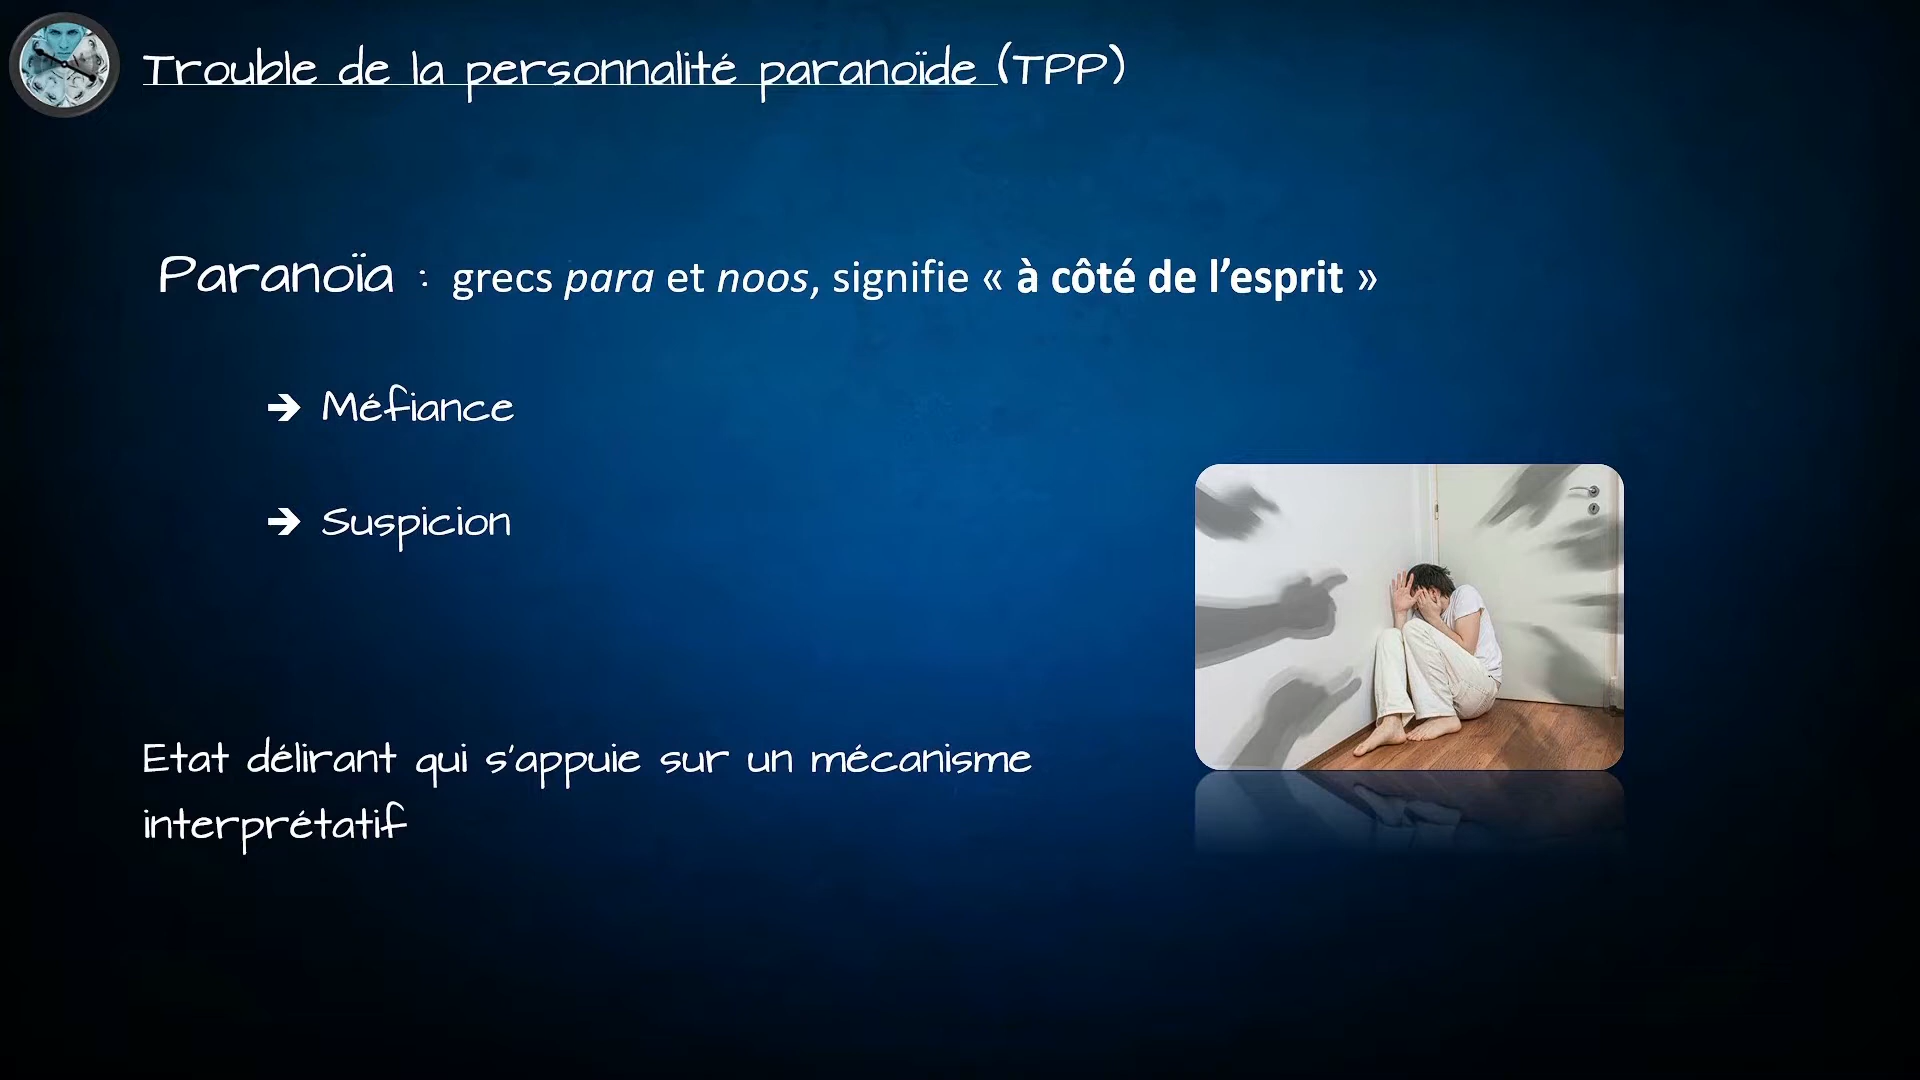 Trouble de la personnalité paranoïde (TPP)
Paranoïa : grecs para et noos, signifie « à côté de l’esprit »
➔ Méfiance
➔ Suspicion
Etat délirant qui s’appuie sur un mécanisme
interprétatif